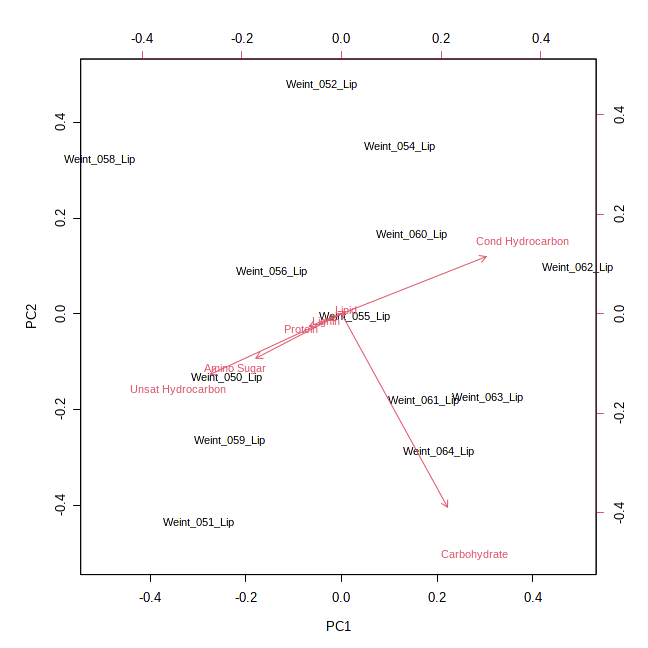 -0.4 -0.2 0.0 0.2 0.4
Weint_052_Lip
0.4
0.4
Weint_054_Lip
Weint_058_Lip
0.2
0.2
Weint_060_Lip
Cond Hydrocarbon
Weint_056_Lip
Weint_062_Lip
PC2
0.0
0.0
Lipid
Weint_055_Lip
Lignin
Protein
Amino Sugar
Weint_050_Lip
Unsat Hydrocarbon
-0.2
-0.2
Weint_061_Lip
Weint_063_Lip
Weint_059_Lip
Weint_064_Lip
-0.4
-0.4
Weint_051_Lip
Carbohydrate
-0.4 -0.2 0.0 0.2 0.4
PC1